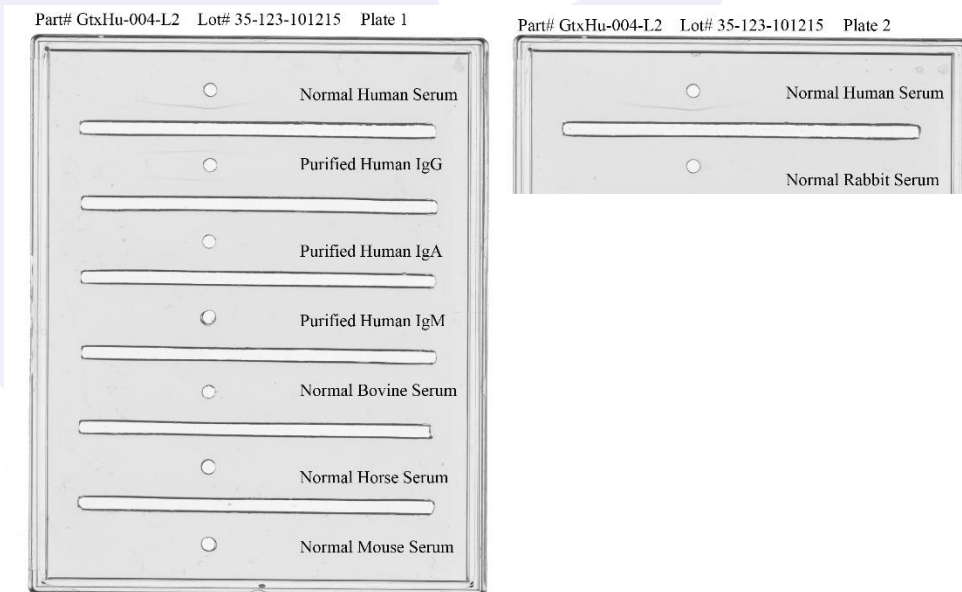 Part# GtxHu-004-L2 Lot# 35-123-101215 Plate 1
Normal Human Serum
Purified Human IgG
Purified Human IgA
Purified Human IgM
Normal Bovine Serum
Normal Horse Serum
Normal Mouse Serum
Part# GtxHu-004-L2 Lot# 35-123-101215 Plate 2
Normal Human Serum
Normal Rabbit Serum